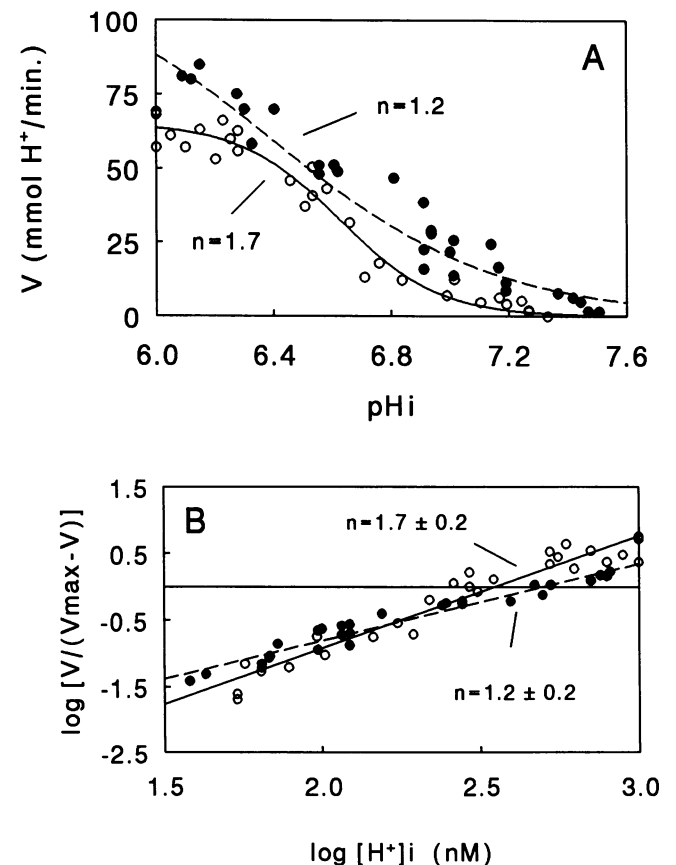 100
A
75
n=1.2
50
n=1.7
25
0
V (mmol H⁺/min.)
6.0 6.4 6.8 7.2 7.6
pHi
1.5
B
n=1.7 ± 0.2
0.5
-0.5
-1.5
n=1.2 ± 0.2
-2.5
log [V/(Vmax-V)]
1.5 2.0 2.5 3.0
log [H⁺]i (nM)